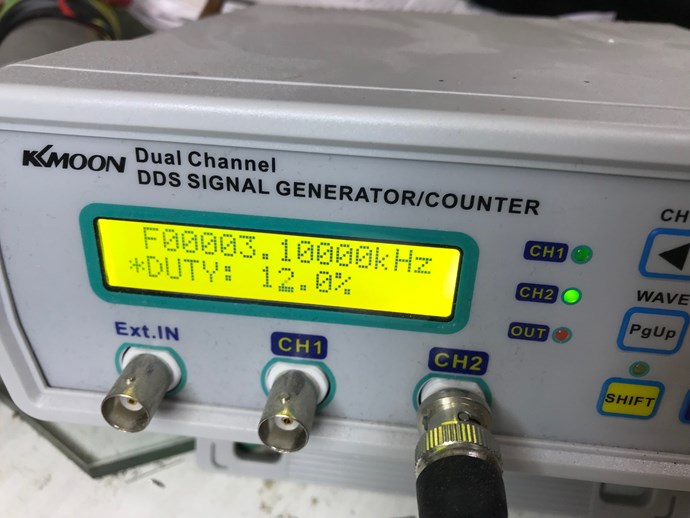 KKMOON Dual Channel
DDS SIGNAL GENERATOR/COUNTER
F00003.10000kHz
*DUTY: 12.0%
CH1
CH2
OUT
CH
WAVE
PgUp
SHIFT
Ext.IN
CH1
CH2